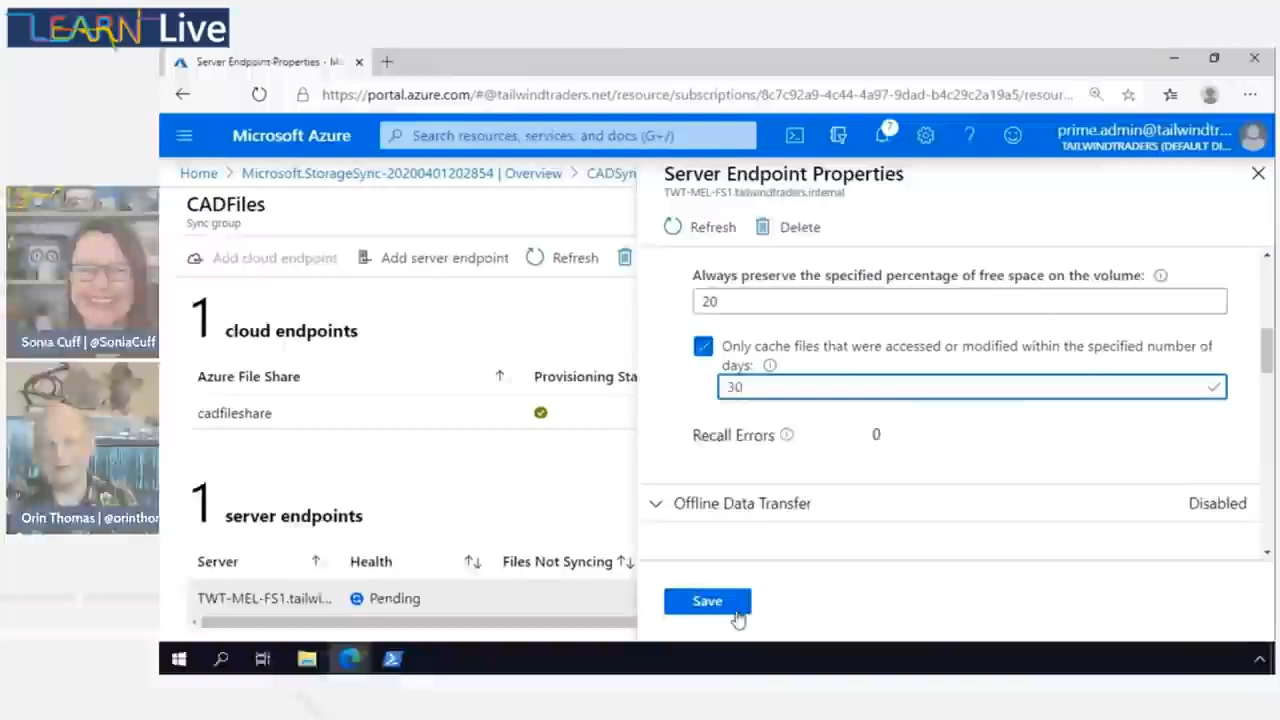 LEARN Live
Server Endpoint Properties - M
https://portal.azure.com/#@tailwindtraders.net/resource/subscriptions/8c7c92a9-4c44-4a97-9dad-b4c29c2a19a5/resour...
Microsoft Azure
Search resources, services, and docs (G+/)
7
prime.admin@tailwindtr...
TAILWINDTRADERS (DEFAULT DI...
Home > Microsoft.StorageSync-20200401202854 | Overview > CADSyn
CADFiles
Sync group
Add cloud endpoint
Add server endpoint
Refresh
1 cloud endpoints
Azure File Share
Provisioning Sta
cadfileshare
1 server endpoints
Server
Health
Files Not Syncing
TWT-MEL-FS1.tailwi...
Pending
Server Endpoint Properties
TWT-MEL-FS1.tailwindtraders.internal
Refresh
Delete
Always preserve the specified percentage of free space on the volume:
20
Only cache files that were accessed or modified within the specified number of
days:
30
Recall Errors
0
Offline Data Transfer
Disabled
Save
Sonia Cuff | @SoniaCuff
Orin Thomas | @orinthor